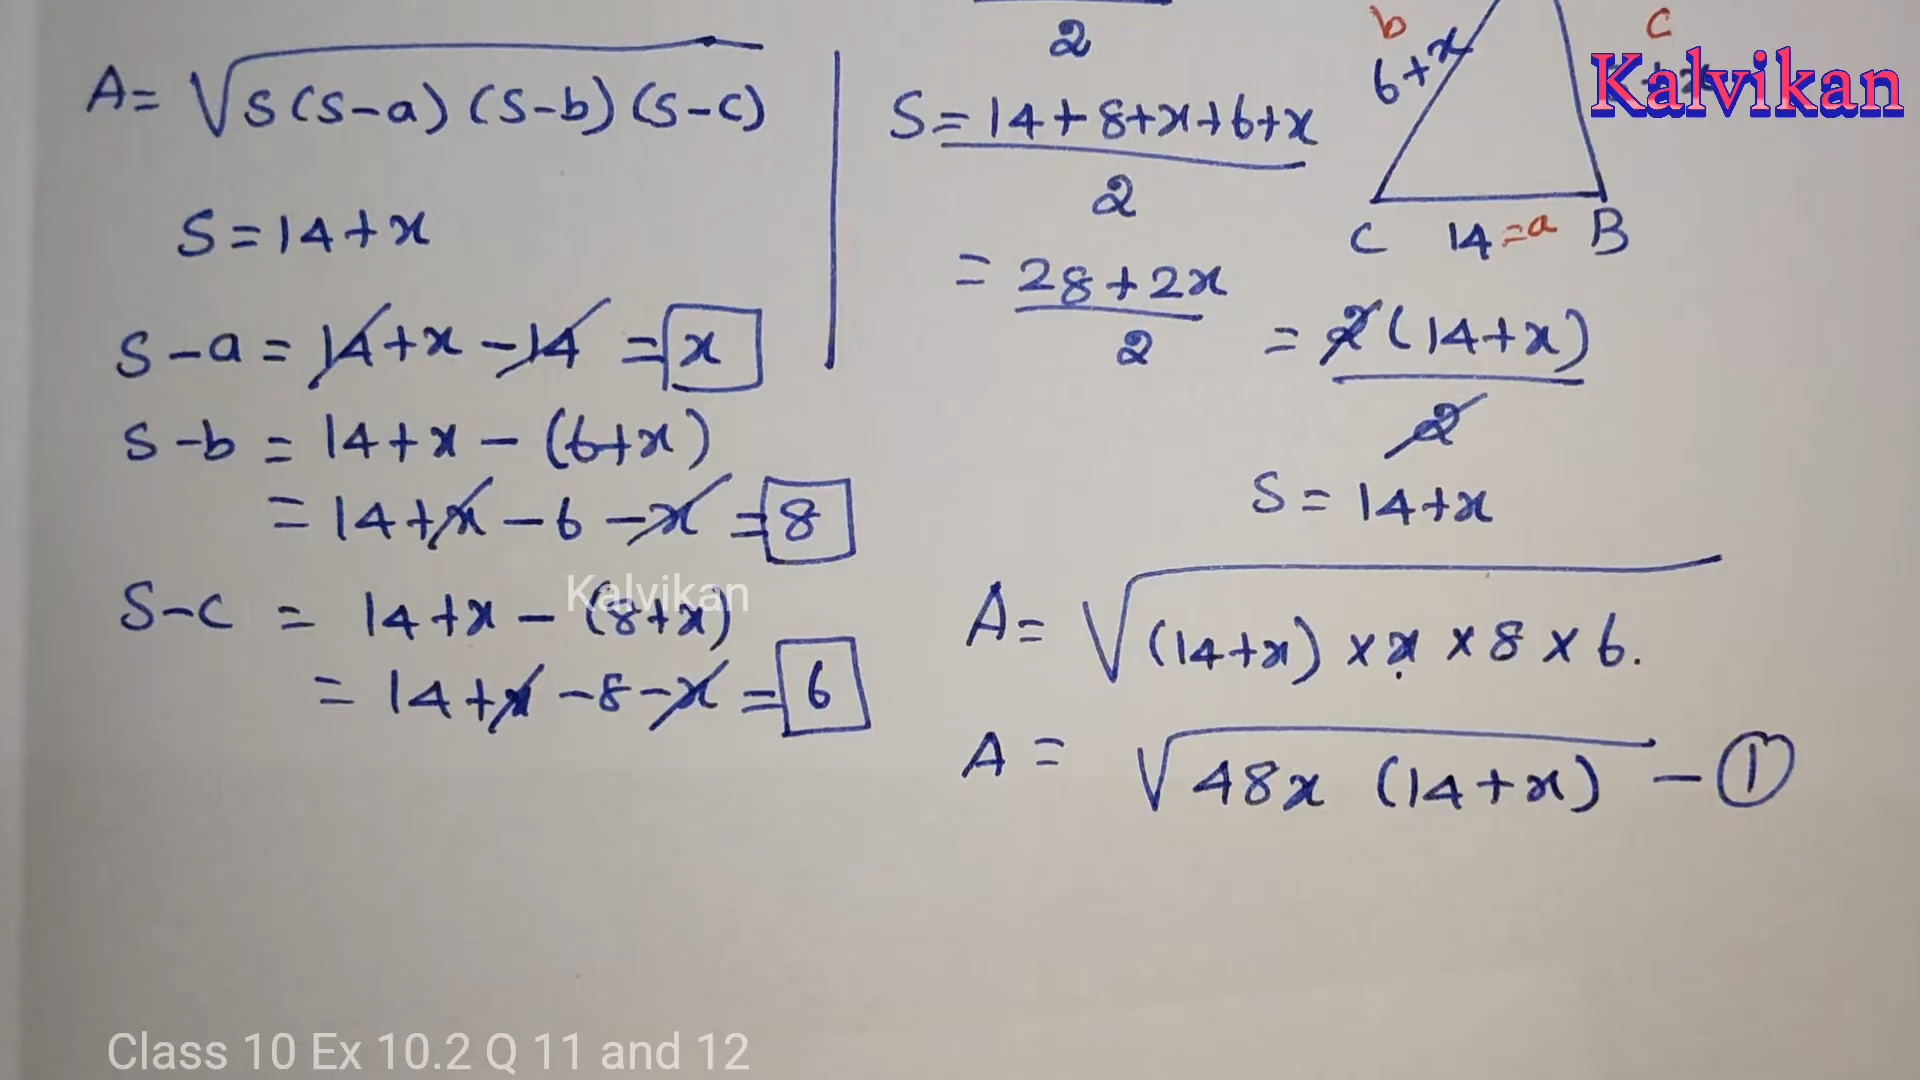 A = √s(s-a)(s-b)(s-c)
S = 14+x
S-a = 14+x-14 = x
S-b = 14+x-(6+x)
= 14+x-6-x = 8
S-c = 14+x-(8+x)
= 14+x-8-x = 6
2
S = 14+8+x+6+x
2
= 28+2x
2
= 2(14+x)
2
S = 14+x
A = √(14+x)×x×8×6.
A = √48x (14+x) - ①
b
c
6+x
C 14=a B
Kalvikan
Kalvikan
Class 10 Ex 10.2 Q 11 and 12